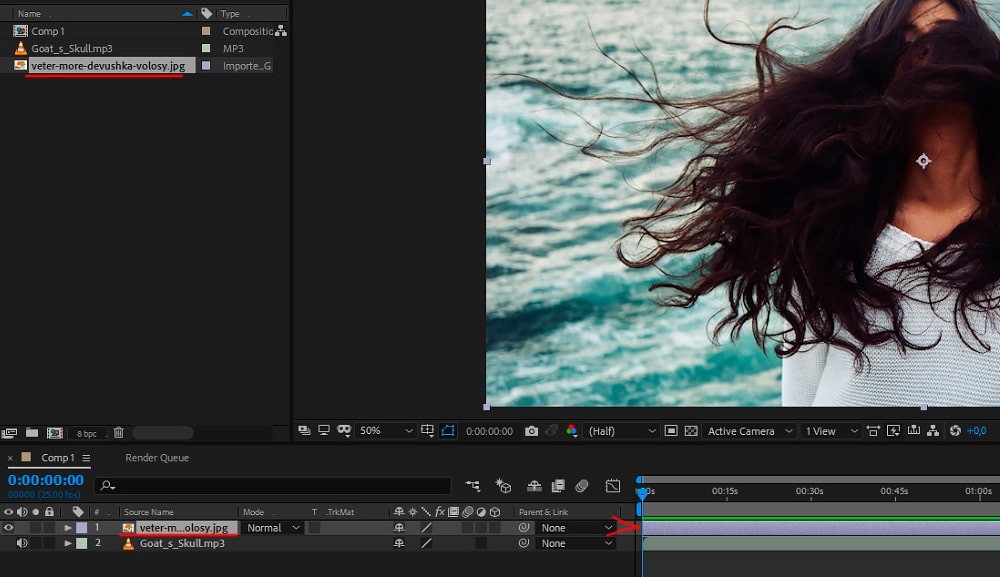 Name Type
Comp 1 Compositic
Goat_s_Skull.mp3 MP3
veter-more-devushka-volosy.jpg Importe...G
8 bpc
50% 0:00:00:00 (Half) Active Camera 1 View +0,0
× Comp 1 Render Queue
0:00:00:00
00000 (25.00 fps)
00s 00:15s 00:30s 00:45s 01:00s
# Source Name Mode T .TrkMat fx Parent & Link
1 veter-m...olosy.jpg Normal None
2 Goat_s_Skull.mp3 None